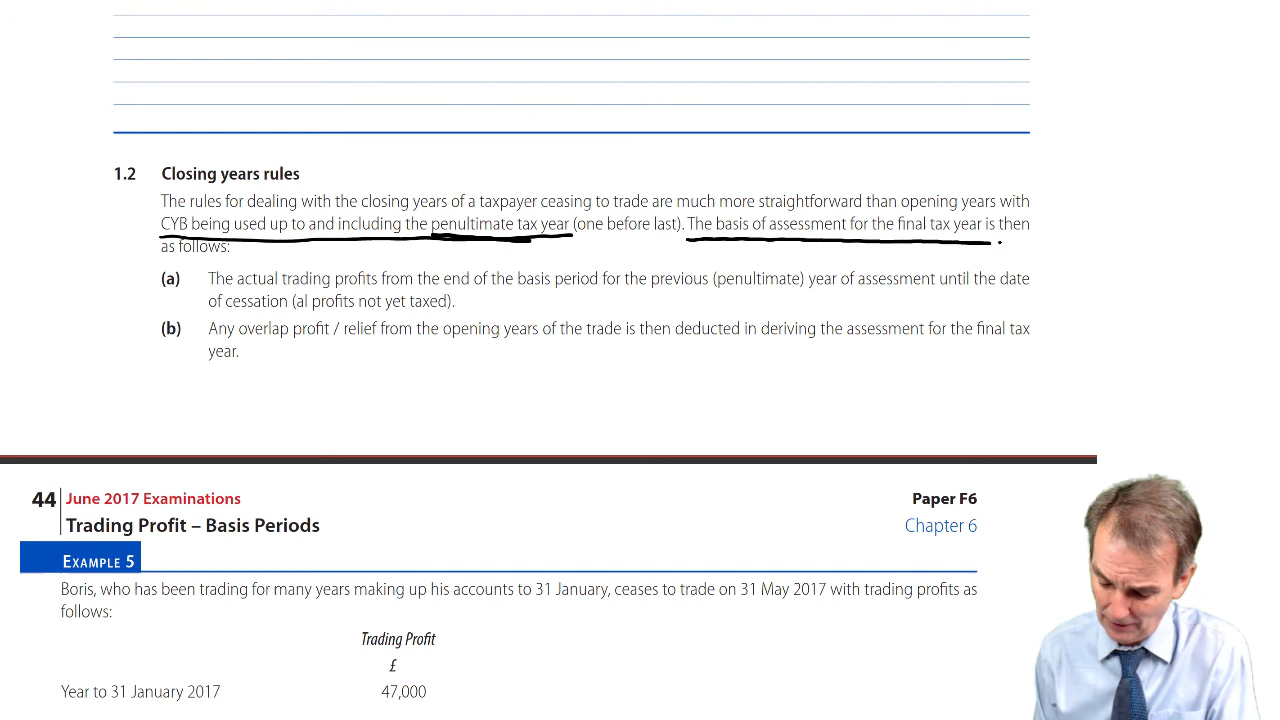 1.2 Closing years rules
The rules for dealing with the closing years of a taxpayer ceasing to trade are much more straightforward than opening years with
CYB being used up to and including the penultimate tax year (one before last). The basis of assessment for the final tax year is then
as follows:
(a) The actual trading profits from the end of the basis period for the previous (penultimate) year of assessment until the date
of cessation (al profits not yet taxed).
(b) Any overlap profit / relief from the opening years of the trade is then deducted in deriving the assessment for the final tax
year.
44 June 2017 Examinations Paper F6
Trading Profit – Basis Periods Chapter 6
EXAMPLE 5
Boris, who has been trading for many years making up his accounts to 31 January, ceases to trade on 31 May 2017 with trading profits as
follows:
Trading Profit
£
Year to 31 January 2017 47,000